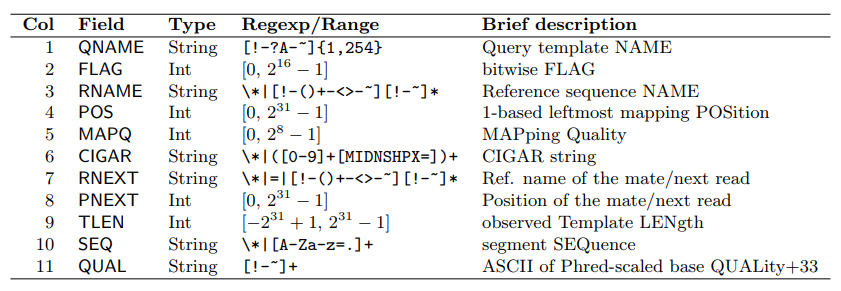 Col Field Type Regexp/Range Brief description
1 QNAME String [!-?A-~]{1,254} Query template NAME
2 FLAG Int [0, 2^16 − 1] bitwise FLAG
3 RNAME String \*|[!-()+-<>-~][!-~]* Reference sequence NAME
4 POS Int [0, 2^31 − 1] 1-based leftmost mapping POSition
5 MAPQ Int [0, 2^8 − 1] MAPping Quality
6 CIGAR String \*|([0-9]+[MIDNSHPX=])+ CIGAR string
7 RNEXT String \*|=|[!-()+-<>-~][!-~]* Ref. name of the mate/next read
8 PNEXT Int [0, 2^31 − 1] Position of the mate/next read
9 TLEN Int [−2^31 + 1, 2^31 − 1] observed Template LENgth
10 SEQ String \*|[A-Za-z=.]+ segment SEQuence
11 QUAL String [!-~]+ ASCII of Phred-scaled base QUALity+33